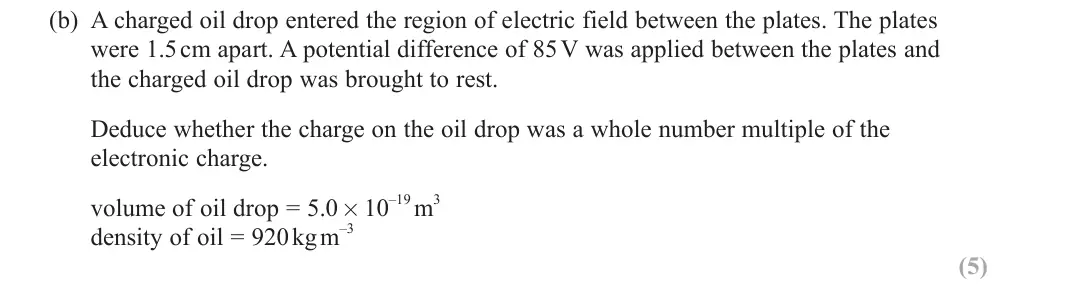 (b) A charged oil drop entered the region of electric field between the plates. The plates
were 1.5 cm apart. A potential difference of 85 V was applied between the plates and
the charged oil drop was brought to rest.
Deduce whether the charge on the oil drop was a whole number multiple of the
electronic charge.
volume of oil drop = 5.0 × 10⁻¹⁹ m³
density of oil = 920 kg m⁻³
(5)